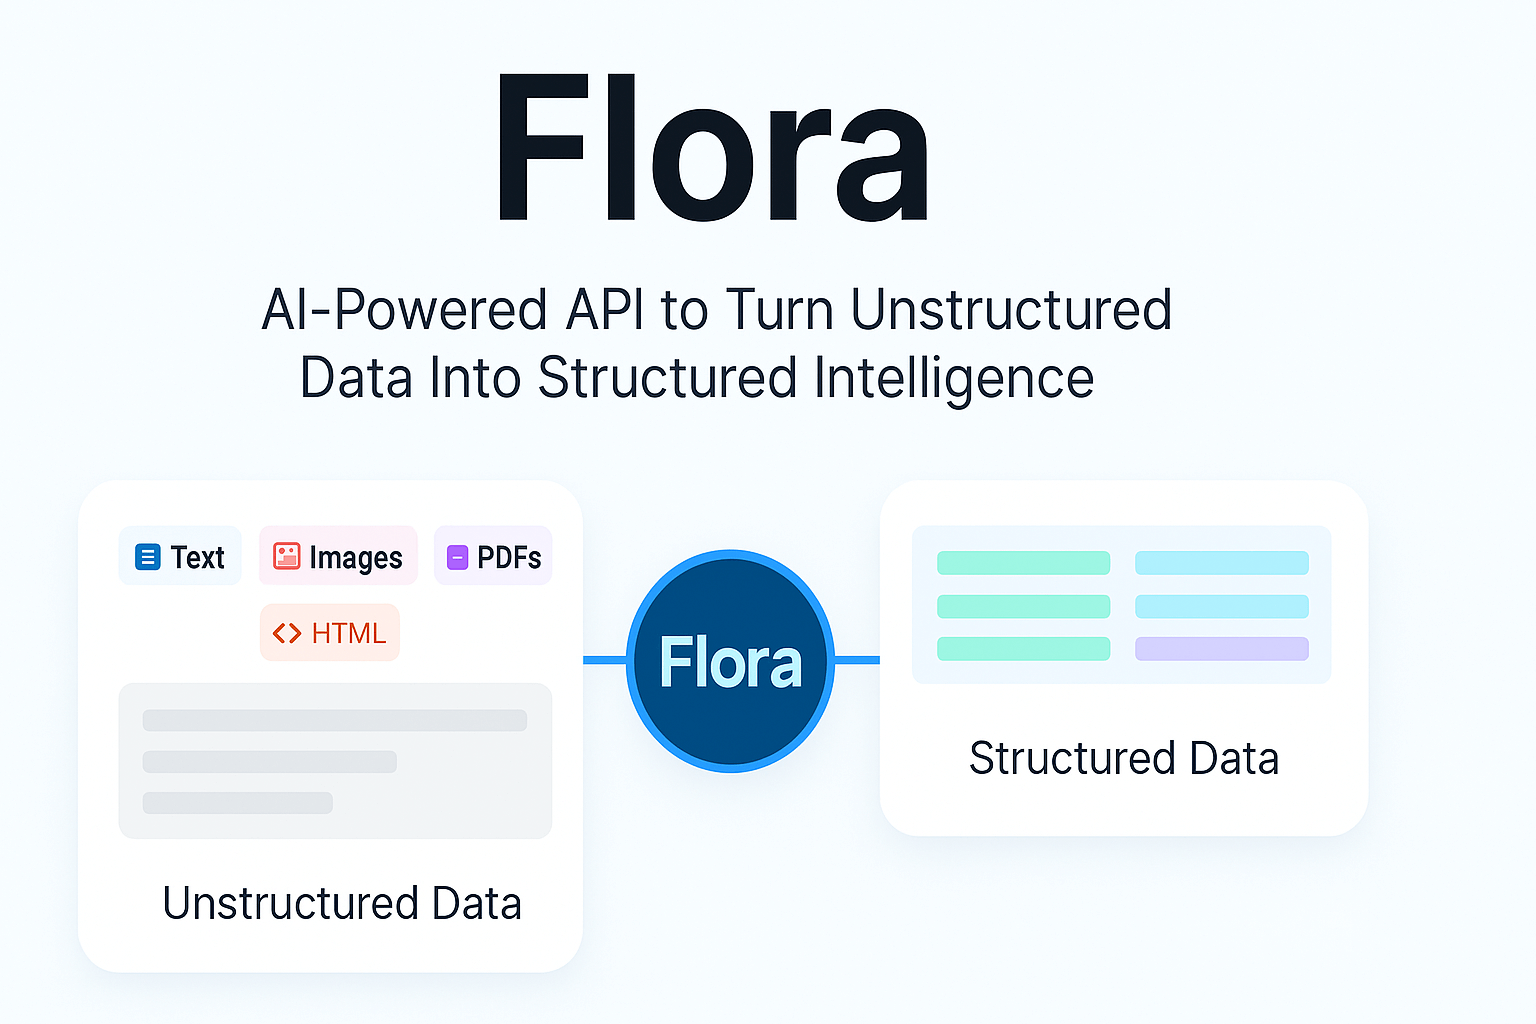 Flora
AI-Powered API to Turn Unstructured
Data Into Structured Intelligence
Text
Images
PDFs
HTML
Unstructured Data
Flora
Structured Data